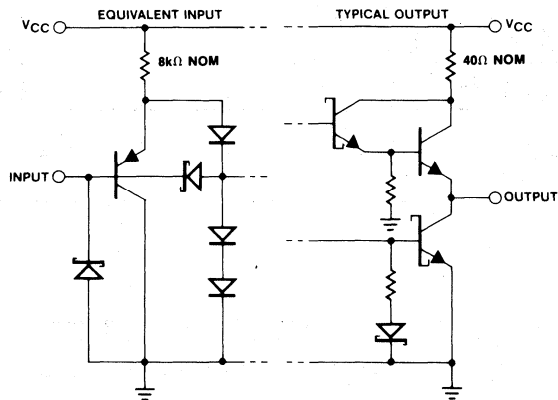 EQUIVALENT INPUT
VCC
8kΩ NOM
INPUT
TYPICAL OUTPUT
VCC
40Ω NOM
OUTPUT